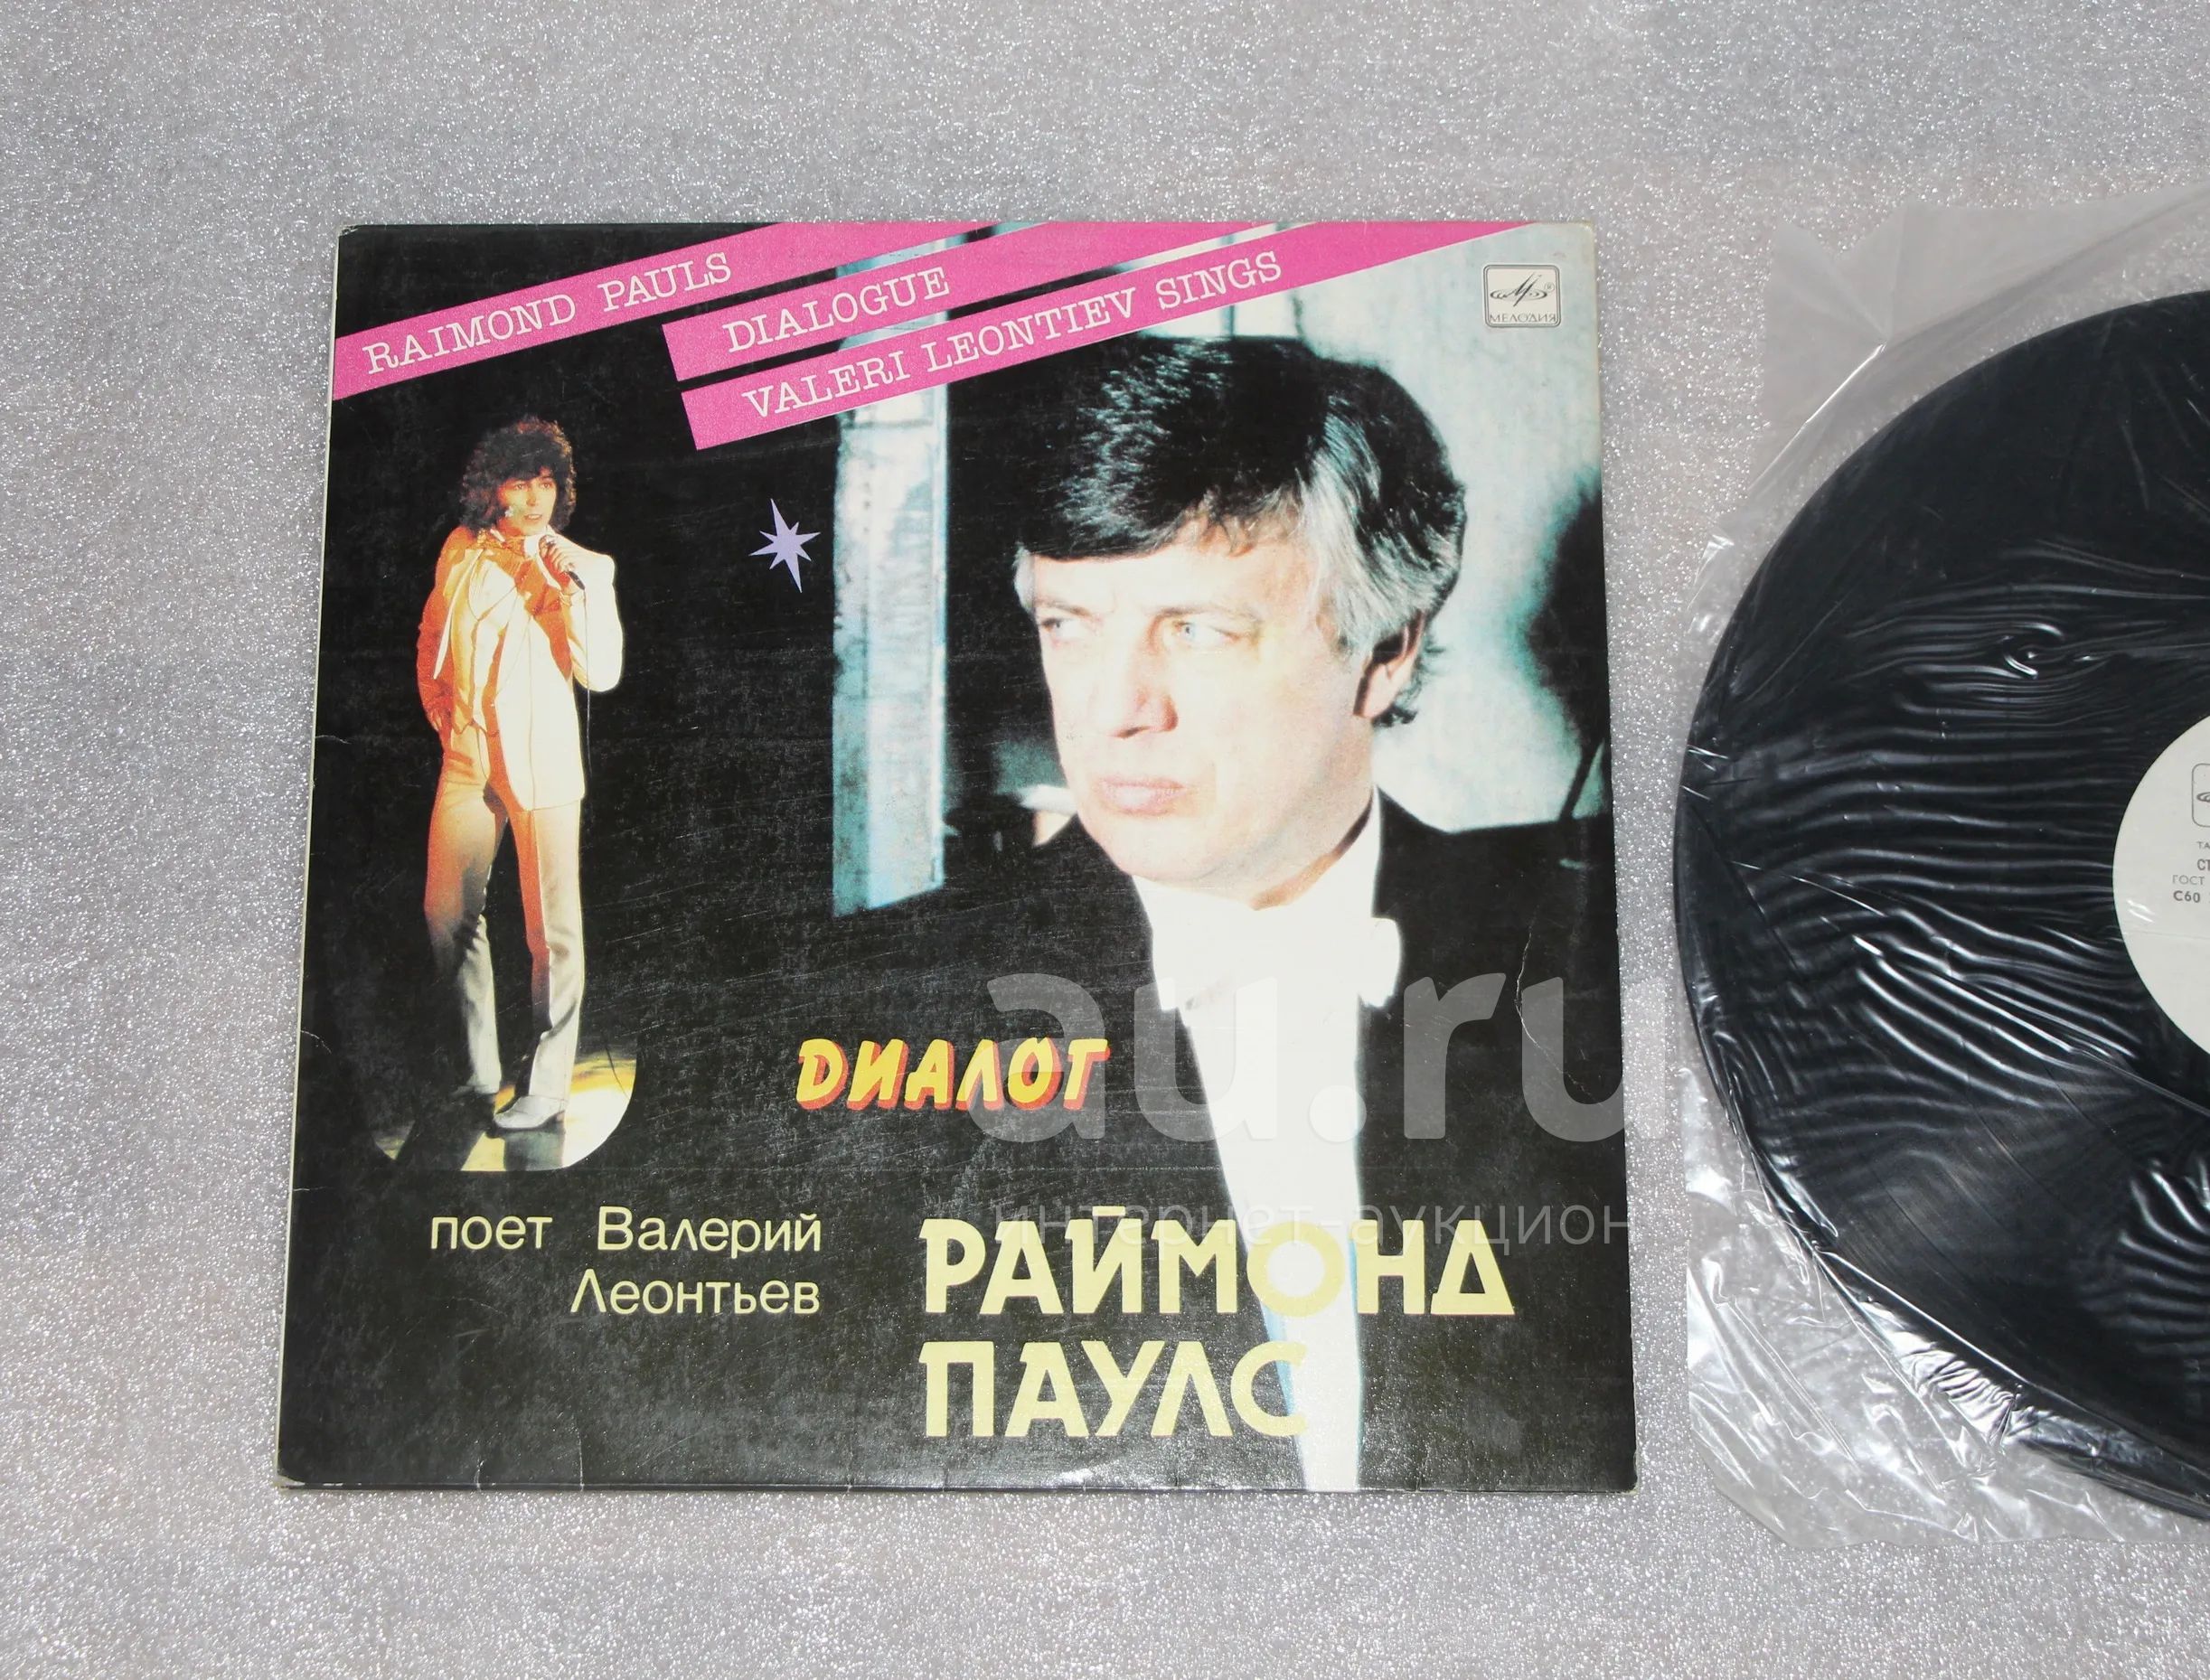 RAIMOND PAULS
DIALOGUE
VALERI LEONTIEV SINGS
МЕЛОДИЯ
ДИАЛОГ
поет Валерий
Леонтьев
РАЙМОНД
ПАУЛС
au.ru
интернет-аукцион
ГОСТ
С60